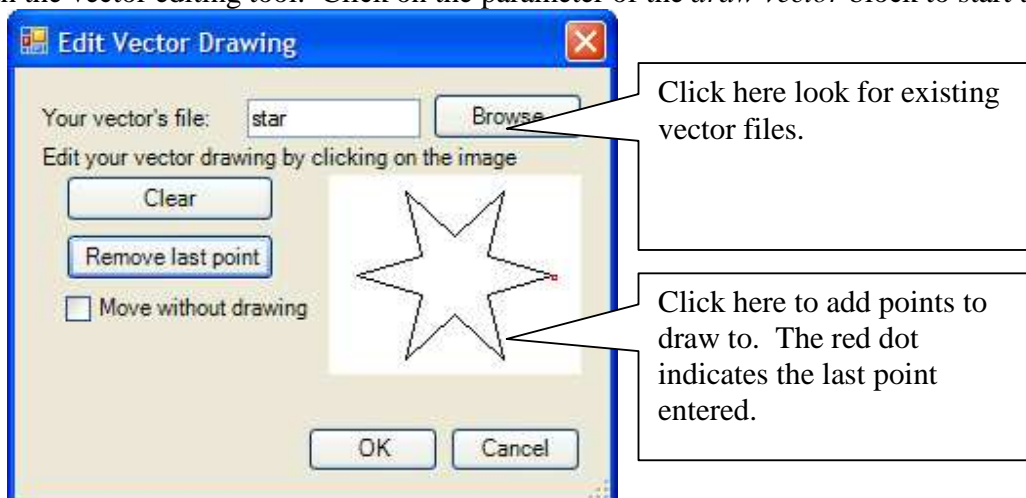 the vector editing tool. Click on the parameter of the draw vector block to start
Edit Vector Drawing
Your vector's file: star Browse
Edit your vector drawing by clicking on the image
Clear
Remove last point
Move without drawing
OK Cancel
Click here look for existing
vector files.
Click here to add points to
draw to. The red dot
indicates the last point
entered.